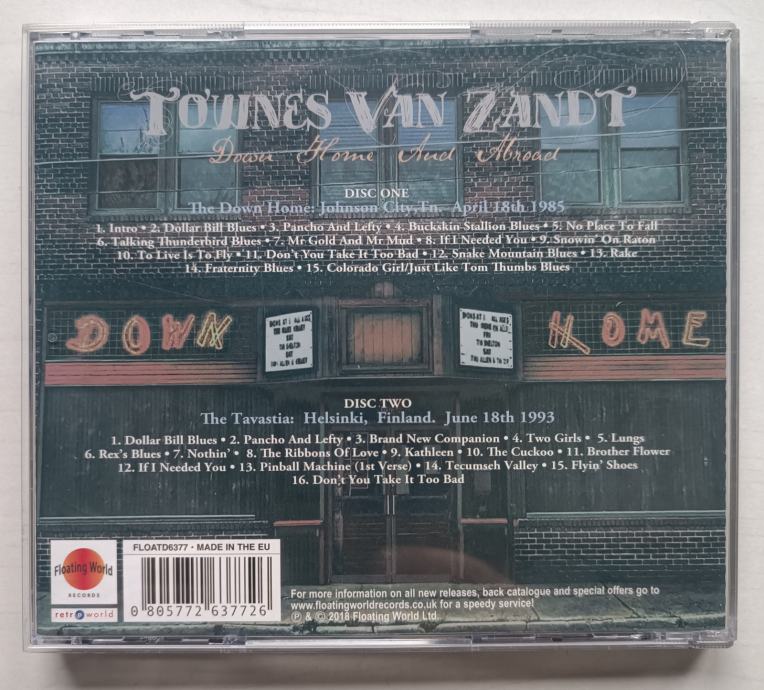 TOWNES VAN ZANDT
Down Home And Abroad
DISC ONE
The Down Home: Johnson City,Tn. April 18th 1985
1. Intro • 2. Dollar Bill Blues • 3. Pancho And Lefty • 4. Buckskin Stallion Blues • 5. No Place To Fall
6. Talking Thunderbird Blues • 7. Mr Gold And Mr Mud • 8. If I Needed You • 9. Snowin' On Raton
10. To Live Is To Fly • 11. Don't You Take It Too Bad • 12. Snake Mountain Blues • 13. Rake
14. Fraternity Blues • 15. Colorado Girl/Just Like Tom Thumbs Blues
DOWN
HOME
DISC TWO
The Tavastia: Helsinki, Finland. June 18th 1993
1. Dollar Bill Blues • 2. Pancho And Lefty • 3. Brand New Companion • 4. Two Girls • 5. Lungs
6. Rex's Blues • 7. Nothin' • 8. The Ribbons Of Love • 9. Kathleen • 10. The Cuckoo • 11. Brother Flower
12. If I Needed You • 13. Pinball Machine (1st Verse) • 14. Tecumseh Valley • 15. Flyin' Shoes
16. Don't You Take It Too Bad
Floating World
RECORDS
retroworld
FLOATD6377 • MADE IN THE EU
0 805772 637726
For more information on all new releases, back catalogue and special offers go to
www.floatingworldrecords.co.uk for a speedy service!
℗ & © 2018 Floating World Ltd.